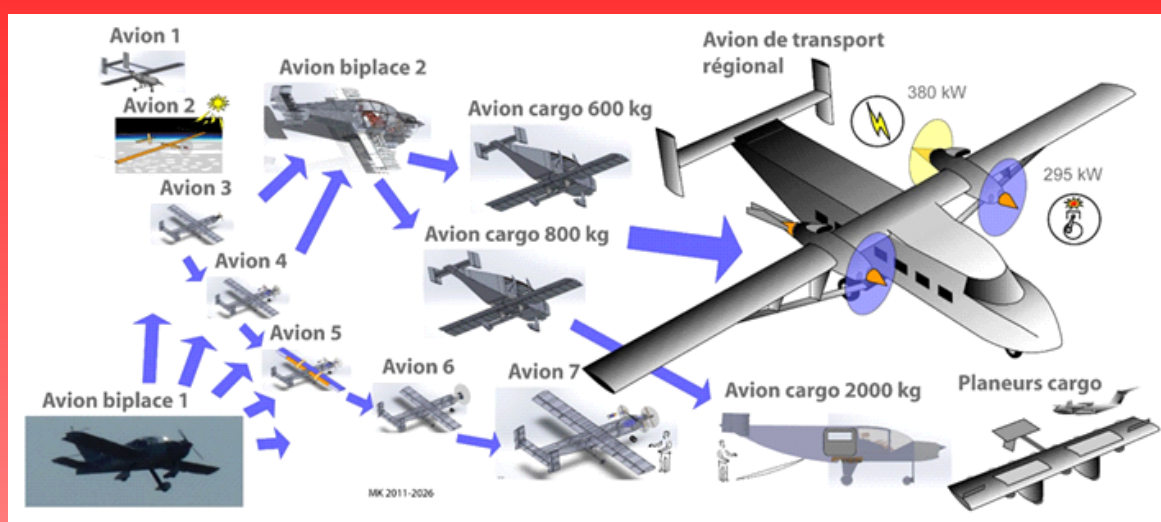 Avion 1
Avion 2
Avion 3
Avion 4
Avion 5
Avion 6
Avion 7
Avion biplace 1
Avion biplace 2
Avion cargo 600 kg
Avion cargo 800 kg
Avion de transport
régional
380 kW
295 kW
Avion cargo 2000 kg
Planeurs cargo
MK 2011-2026